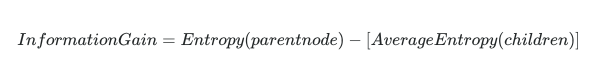 InformationGain = Entropy(parentnode) − [AverageEntropy(children)]